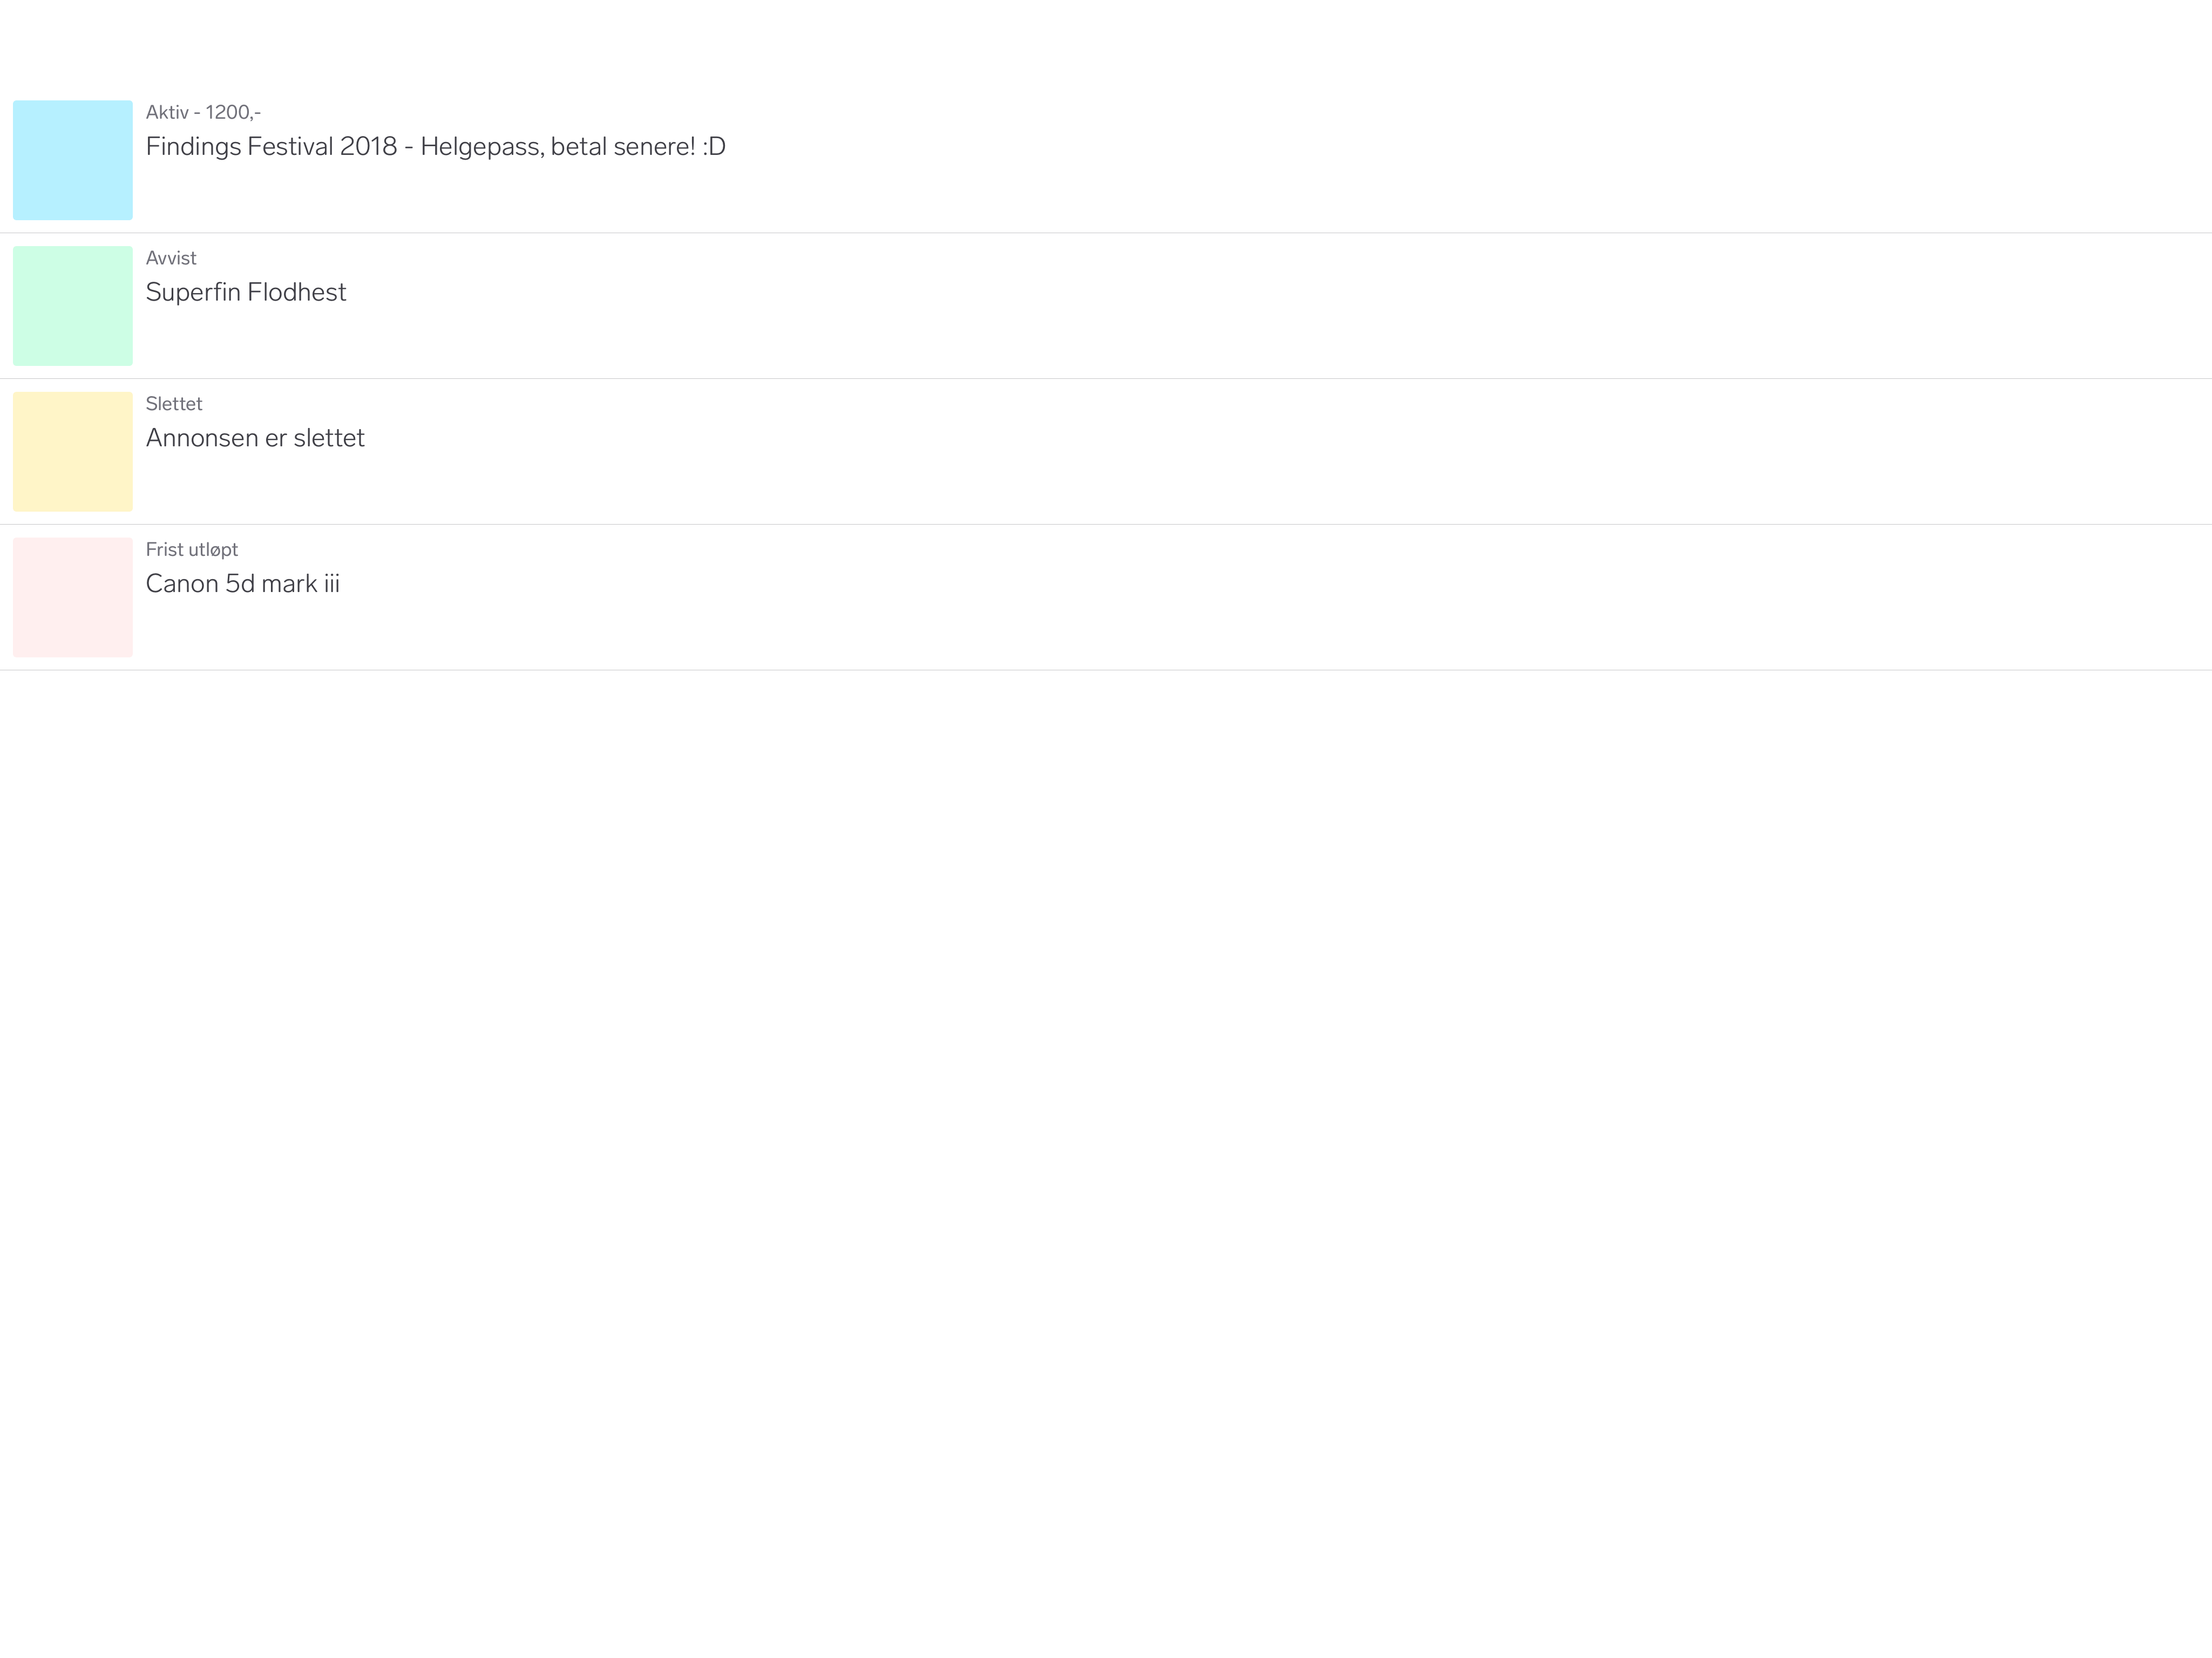 Aktiv - 1200,-
Findings Festival 2018 - Helgepass, betal senere! :D
Avvist
Superfin Flodhest
Slettet
Annonsen er slettet
Frist utløpt
Canon 5d mark iii